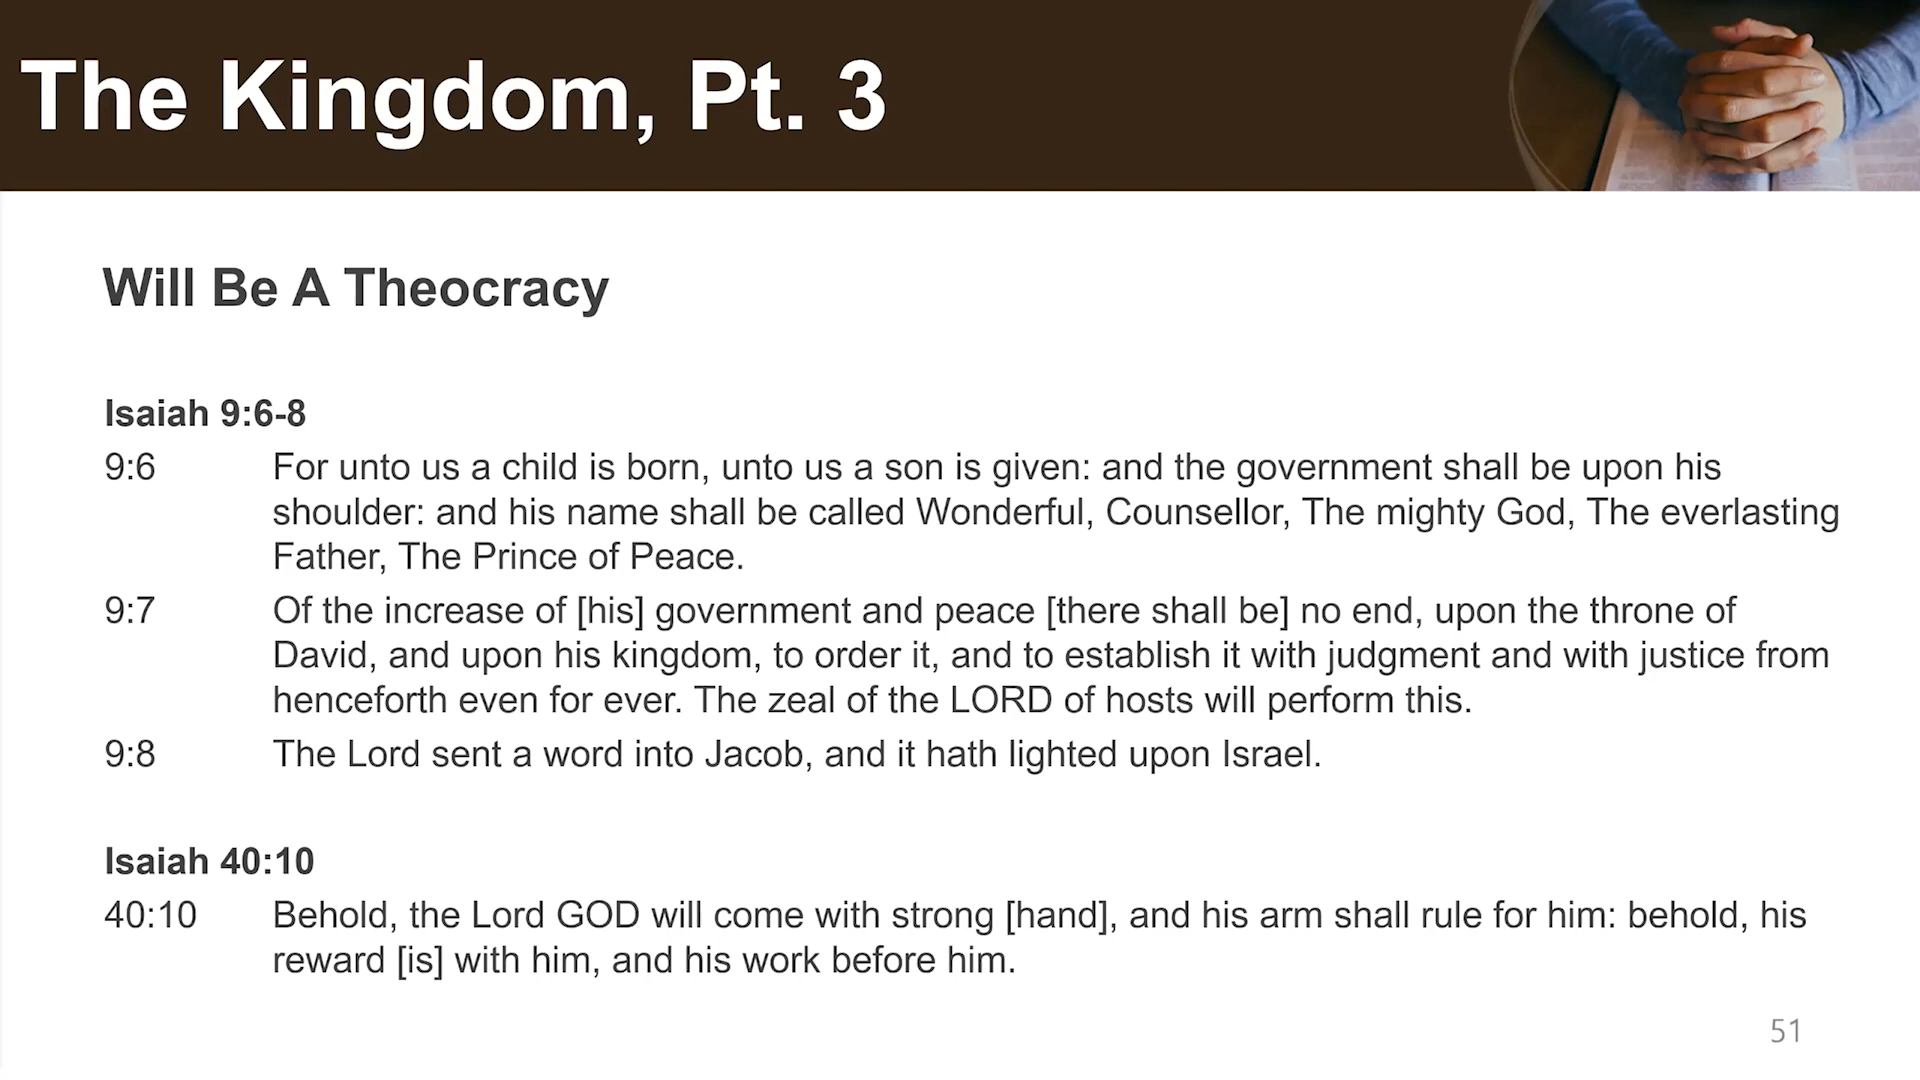 The Kingdom, Pt. 3
Will Be A Theocracy
Isaiah 9:6-8
9:6 For unto us a child is born, unto us a son is given: and the government shall be upon his
shoulder: and his name shall be called Wonderful, Counsellor, The mighty God, The everlasting
Father, The Prince of Peace.
9:7 Of the increase of [his] government and peace [there shall be] no end, upon the throne of
David, and upon his kingdom, to order it, and to establish it with judgment and with justice from
henceforth even for ever. The zeal of the LORD of hosts will perform this.
9:8 The Lord sent a word into Jacob, and it hath lighted upon Israel.
Isaiah 40:10
40:10 Behold, the Lord GOD will come with strong [hand], and his arm shall rule for him: behold, his
reward [is] with him, and his work before him.
51